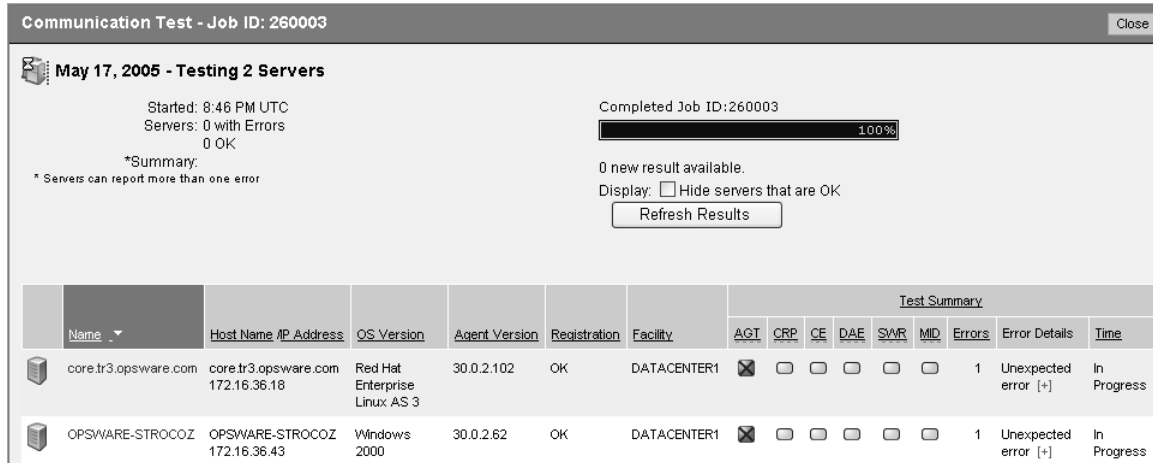 Communication Test - Job ID: 260003
Close
May 17, 2005 - Testing 2 Servers
Started: 8:46 PM UTC
Servers: 0 with Errors
0 OK
*Summary:
* Servers can report more than one error
Completed Job ID:260003
100%
0 new result available.
Display: Hide servers that are OK
Refresh Results
Test Summary
Name Host Name /IP Address OS Version Agent Version Registration Facility AGT CRP CE DAE SWR MID Errors Error Details Time
core.tr3.opsware.com core.tr3.opsware.com Red Hat 30.0.2.102 OK DATACENTER1 1 Unexpected In
172.16.36.18 Enterprise error [+] Progress
Linux AS 3
OPSWARE-STROCOZ OPSWARE-STROCOZ Windows 30.0.2.62 OK DATACENTER1 1 Unexpected In
172.16.36.43 2000 error [+] Progress